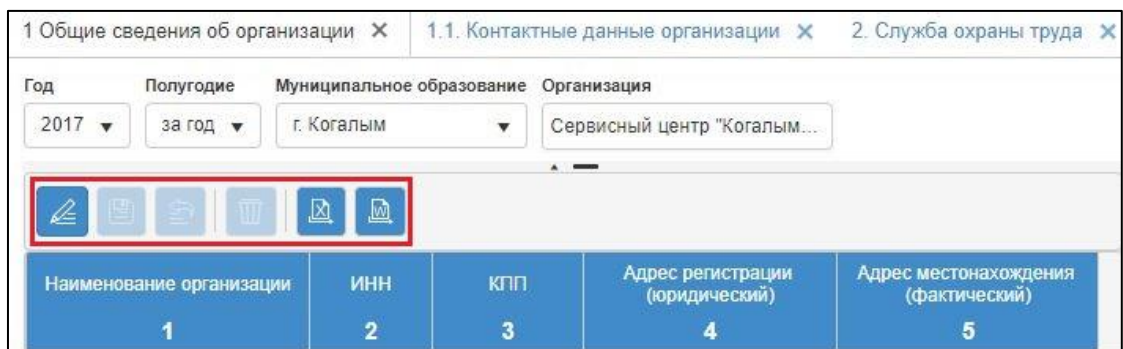 1 Общие сведения об организации ✕ 1.1. Контактные данные организации ✕ 2. Служба охраны труда ✕
Год Полугодие Муниципальное образование Организация
2017 за год г. Когалым Сервисный центр "Когалым...
X W
Наименование организации ИНН КПП Адрес регистрации (юридический) Адрес местонахождения (фактический)
1 2 3 4 5